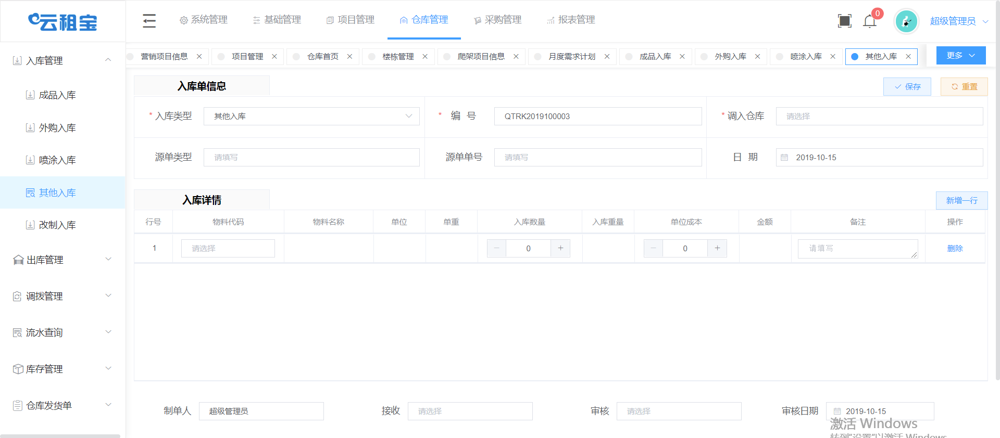 云租宝
系统管理 基础管理 项目管理 仓库管理 采购管理 报表管理
0
超级管理员
营销项目信息 项目管理 仓库首页 楼栋管理 爬架项目信息 月度需求计划 成品入库 外购入库 喷涂入库 其他入库 更多
入库管理
成品入库
外购入库
喷涂入库
其他入库
改制入库
出库管理
调拨管理
流水查询
库存管理
仓库发货单
入库单信息 保存 重置
* 入库类型 其他入库 * 编 号 QTRK2019100003 * 调入仓库 请选择
源单类型 请填写 源单单号 请填写 日 期 2019-10-15
入库详情 新增一行
行号 物料代码 物料名称 单位 单重 入库数量 入库重量 单位成本 金额 备注 操作
1 请选择 － 0 + － 0 + 请填写 删除
制单人 超级管理员 接收 请选择 审核 请选择 审核日期 2019-10-15
激活 Windows
转到"设置"以激活 Windows